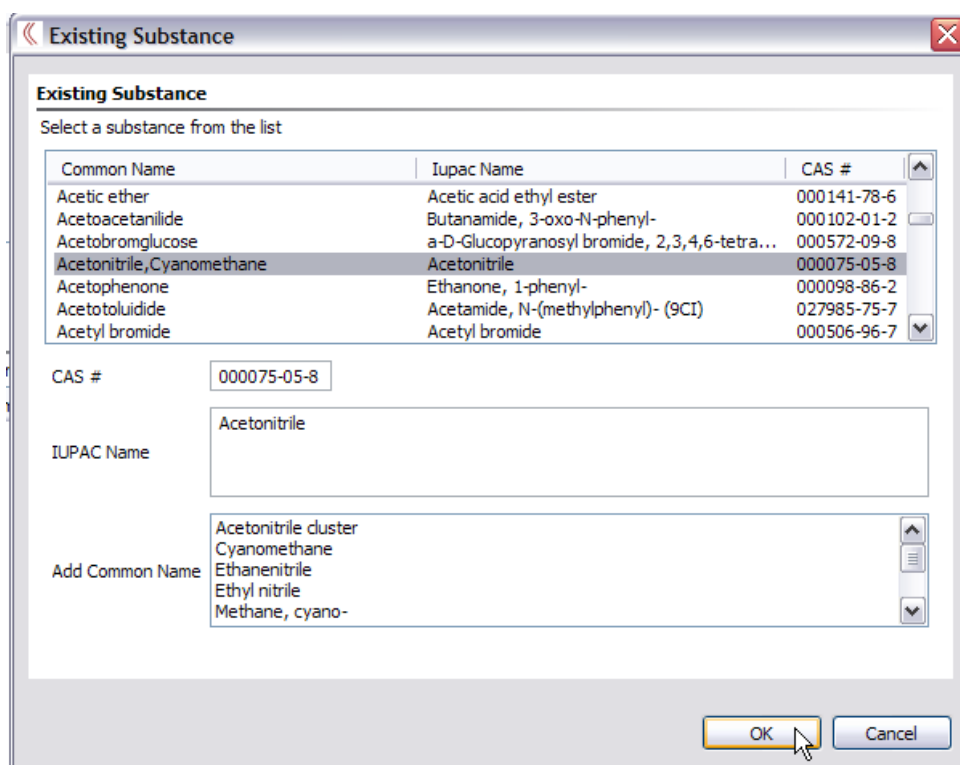 Existing Substance
Existing Substance
Select a substance from the list
Common Name Iupac Name CAS #
Acetic ether Acetic acid ethyl ester 000141-78-6
Acetoacetanilide Butanamide, 3-oxo-N-phenyl- 000102-01-2
Acetobromglucose a-D-Glucopyranosyl bromide, 2,3,4,6-tetra... 000572-09-8
Acetonitrile,Cyanomethane Acetonitrile 000075-05-8
Acetophenone Ethanone, 1-phenyl- 000098-86-2
Acetotoluidide Acetamide, N-(methylphenyl)- (9CI) 027985-75-7
Acetyl bromide Acetyl bromide 000506-96-7
CAS # 000075-05-8
Acetonitrile
IUPAC Name
Acetonitrile cluster
Cyanomethane
Add Common Name Ethanenitrile
Ethyl nitrile
Methane, cyano-
OK Cancel